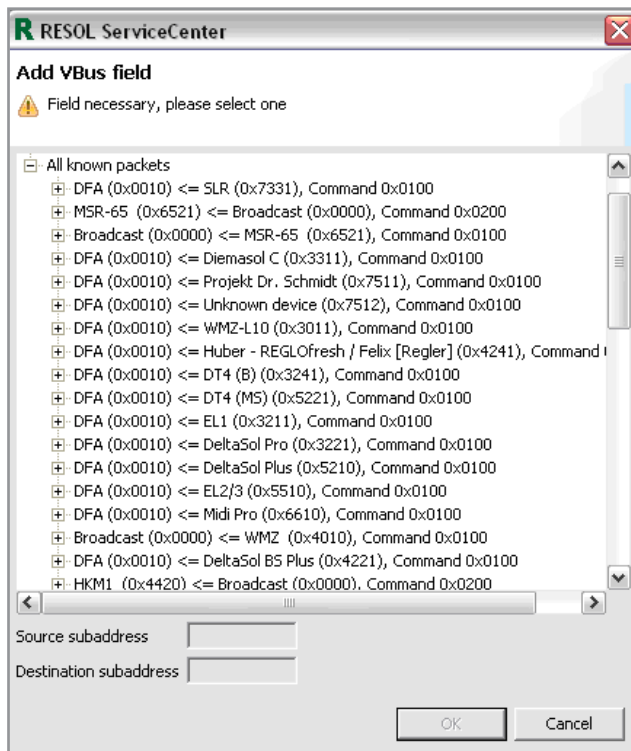 RESOL ServiceCenter
Add VBus field
Field necessary, please select one
All known packets
DFA (0x0010) <= SLR (0x7331), Command 0x0100
MSR-65 (0x6521) <= Broadcast (0x0000), Command 0x0200
Broadcast (0x0000) <= MSR-65 (0x6521), Command 0x0100
DFA (0x0010) <= Diemasol C (0x3311), Command 0x0100
DFA (0x0010) <= Projekt Dr. Schmidt (0x7511), Command 0x0100
DFA (0x0010) <= Unknown device (0x7512), Command 0x0100
DFA (0x0010) <= WMZ-L10 (0x3011), Command 0x0100
DFA (0x0010) <= Huber - REGLOfresh / Felix [Regler] (0x4241), Command
DFA (0x0010) <= DT4 (B) (0x3241), Command 0x0100
DFA (0x0010) <= DT4 (MS) (0x5221), Command 0x0100
DFA (0x0010) <= EL1 (0x3211), Command 0x0100
DFA (0x0010) <= DeltaSol Pro (0x3221), Command 0x0100
DFA (0x0010) <= DeltaSol Plus (0x5210), Command 0x0100
DFA (0x0010) <= EL2/3 (0x5510), Command 0x0100
DFA (0x0010) <= Midi Pro (0x6610), Command 0x0100
Broadcast (0x0000) <= WMZ (0x4010), Command 0x0100
DFA (0x0010) <= DeltaSol BS Plus (0x4221), Command 0x0100
HKM1 (0x4420) <= Broadcast (0x0000), Command 0x0200
Source subaddress
Destination subaddress
OK
Cancel